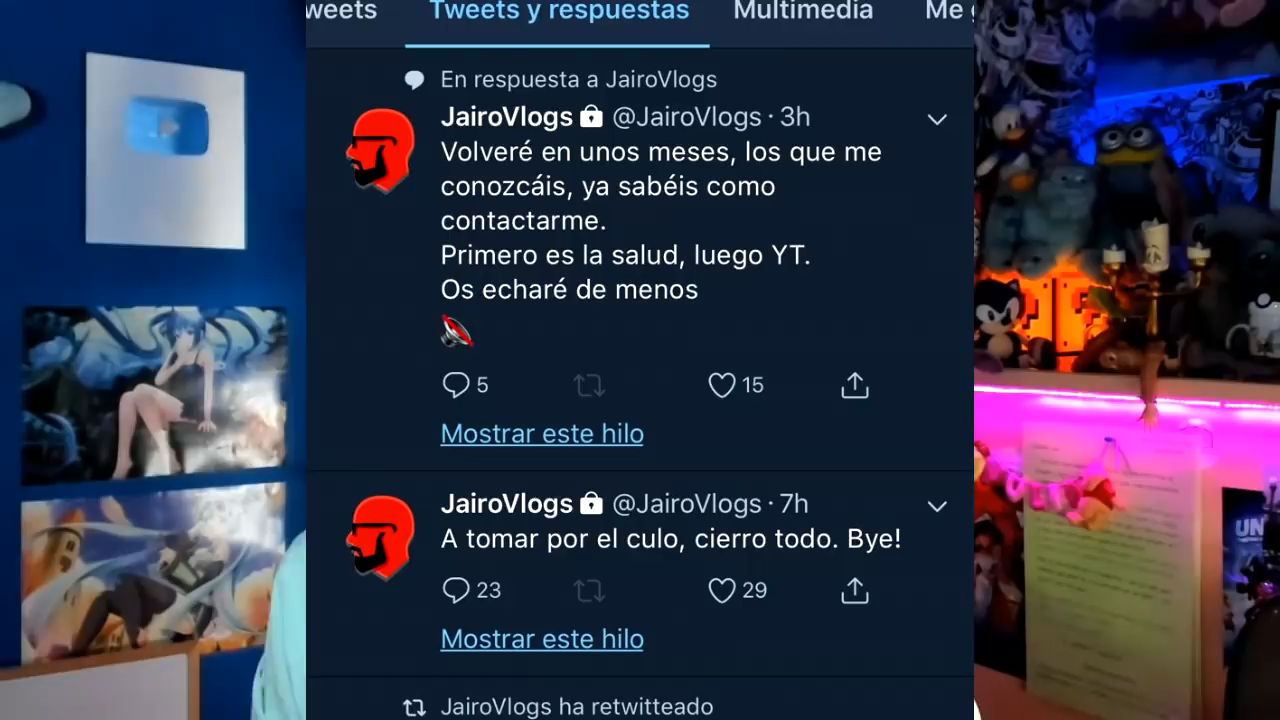 weets Tweets y respuestas Multimedia Me
En respuesta a JairoVlogs
JairoVlogs @JairoVlogs · 3h
Volveré en unos meses, los que me
conozcáis, ya sabéis como
contactarme.
Primero es la salud, luego YT.
Os echaré de menos
5 15
Mostrar este hilo
JairoVlogs @JairoVlogs · 7h
A tomar por el culo, cierro todo. Bye!
23 29
Mostrar este hilo
JairoVlogs ha retwitteado
UN